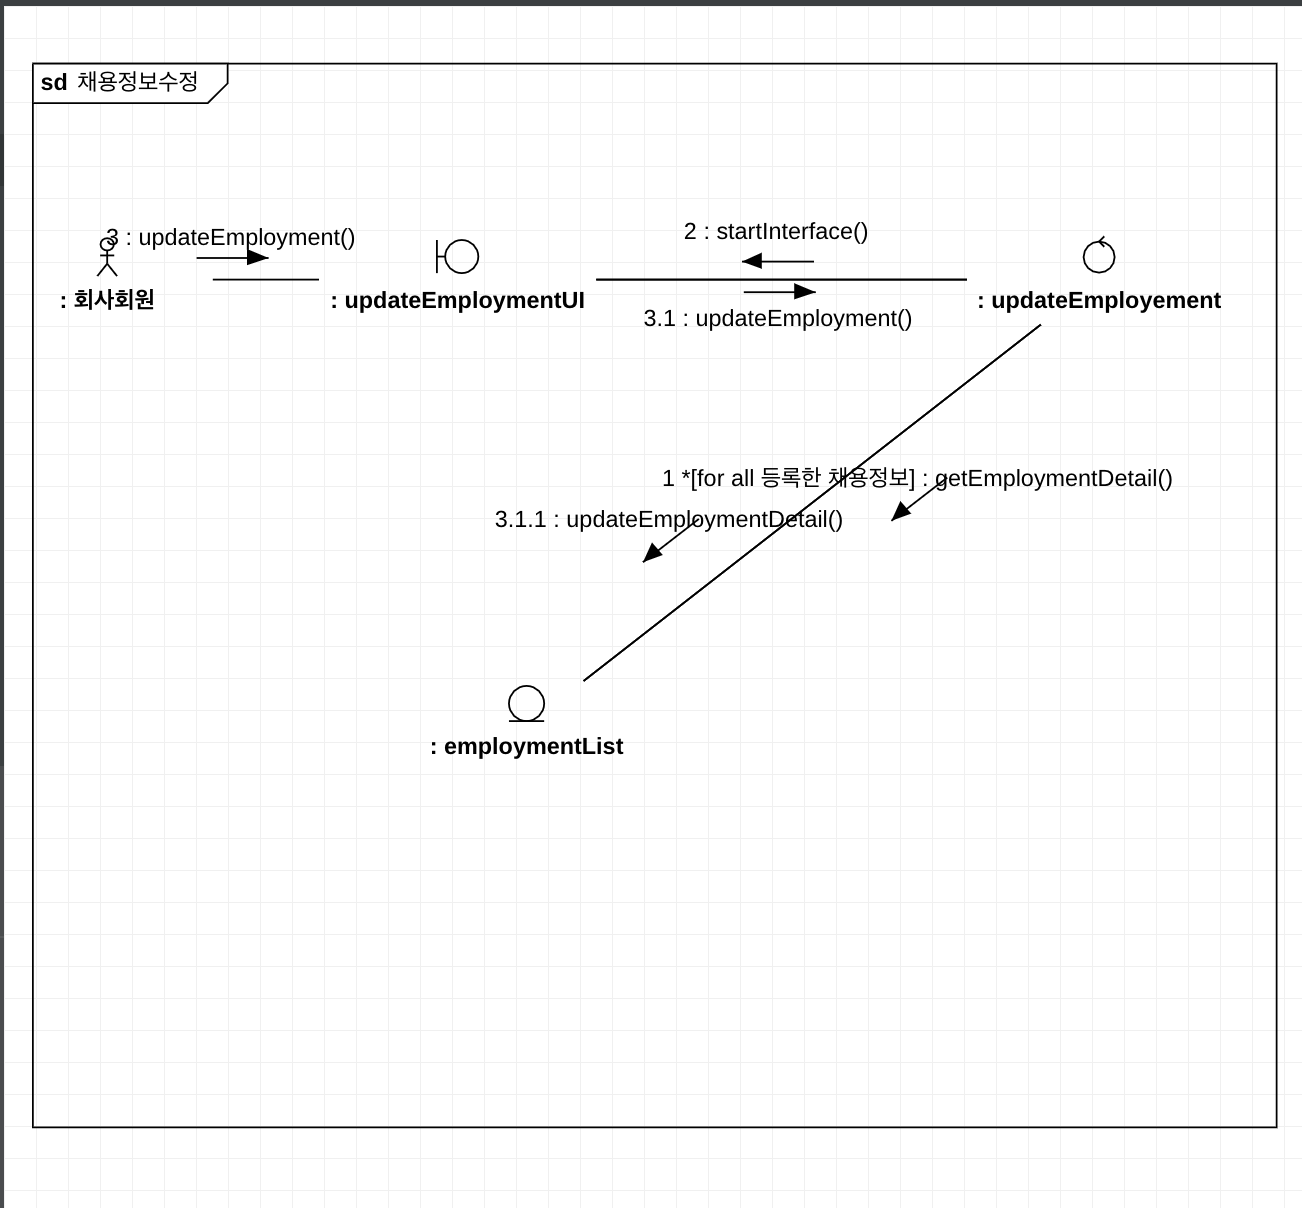 sd 채용정보수정
3 : updateEmployment()
2 : startInterface()
: 회사회원
: updateEmploymentUI
: updateEmployement
3.1 : updateEmployment()
1 *[for all 등록한 채용정보] : getEmploymentDetail()
3.1.1 : updateEmploymentDetail()
: employmentList